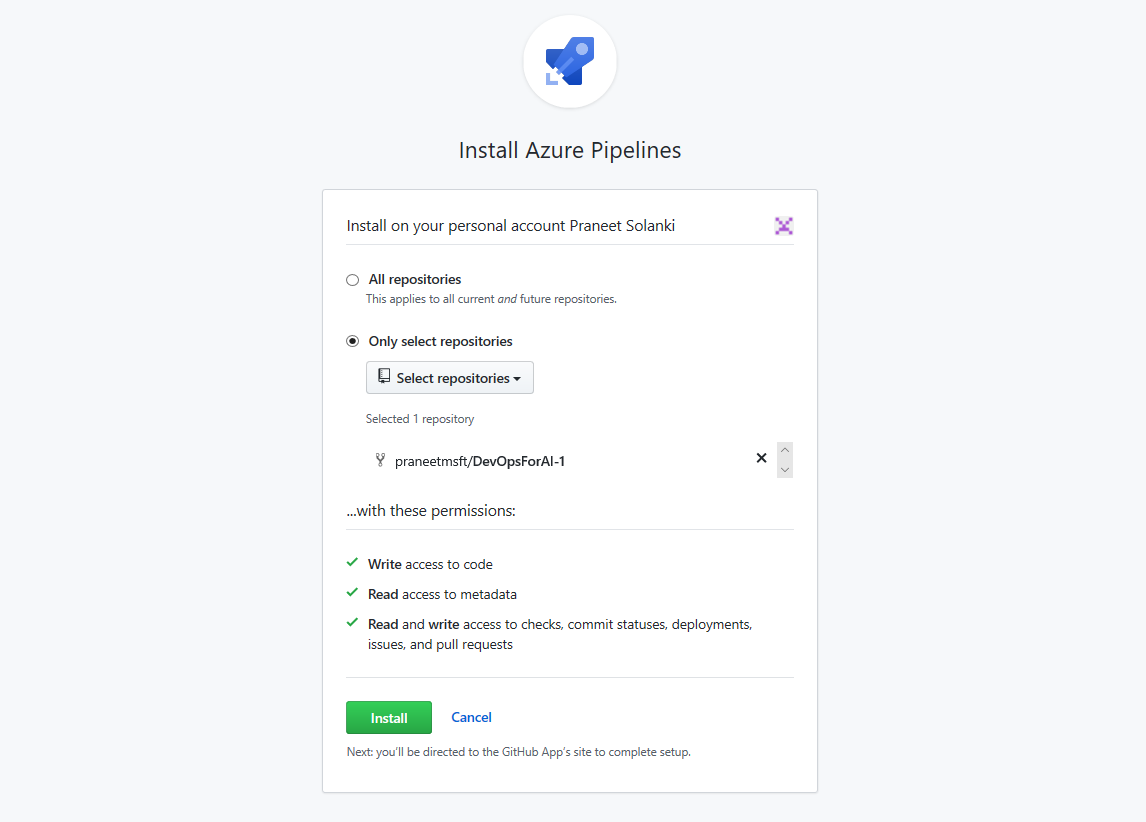 Install Azure Pipelines
Install on your personal account Praneet Solanki
All repositories
This applies to all current and future repositories.
Only select repositories
Select repositories
Selected 1 repository
praneetmsft/DevOpsForAI-1
...with these permissions:
Write access to code
Read access to metadata
Read and write access to checks, commit statuses, deployments,
issues, and pull requests
Install Cancel
Next: you'll be directed to the GitHub App's site to complete setup.